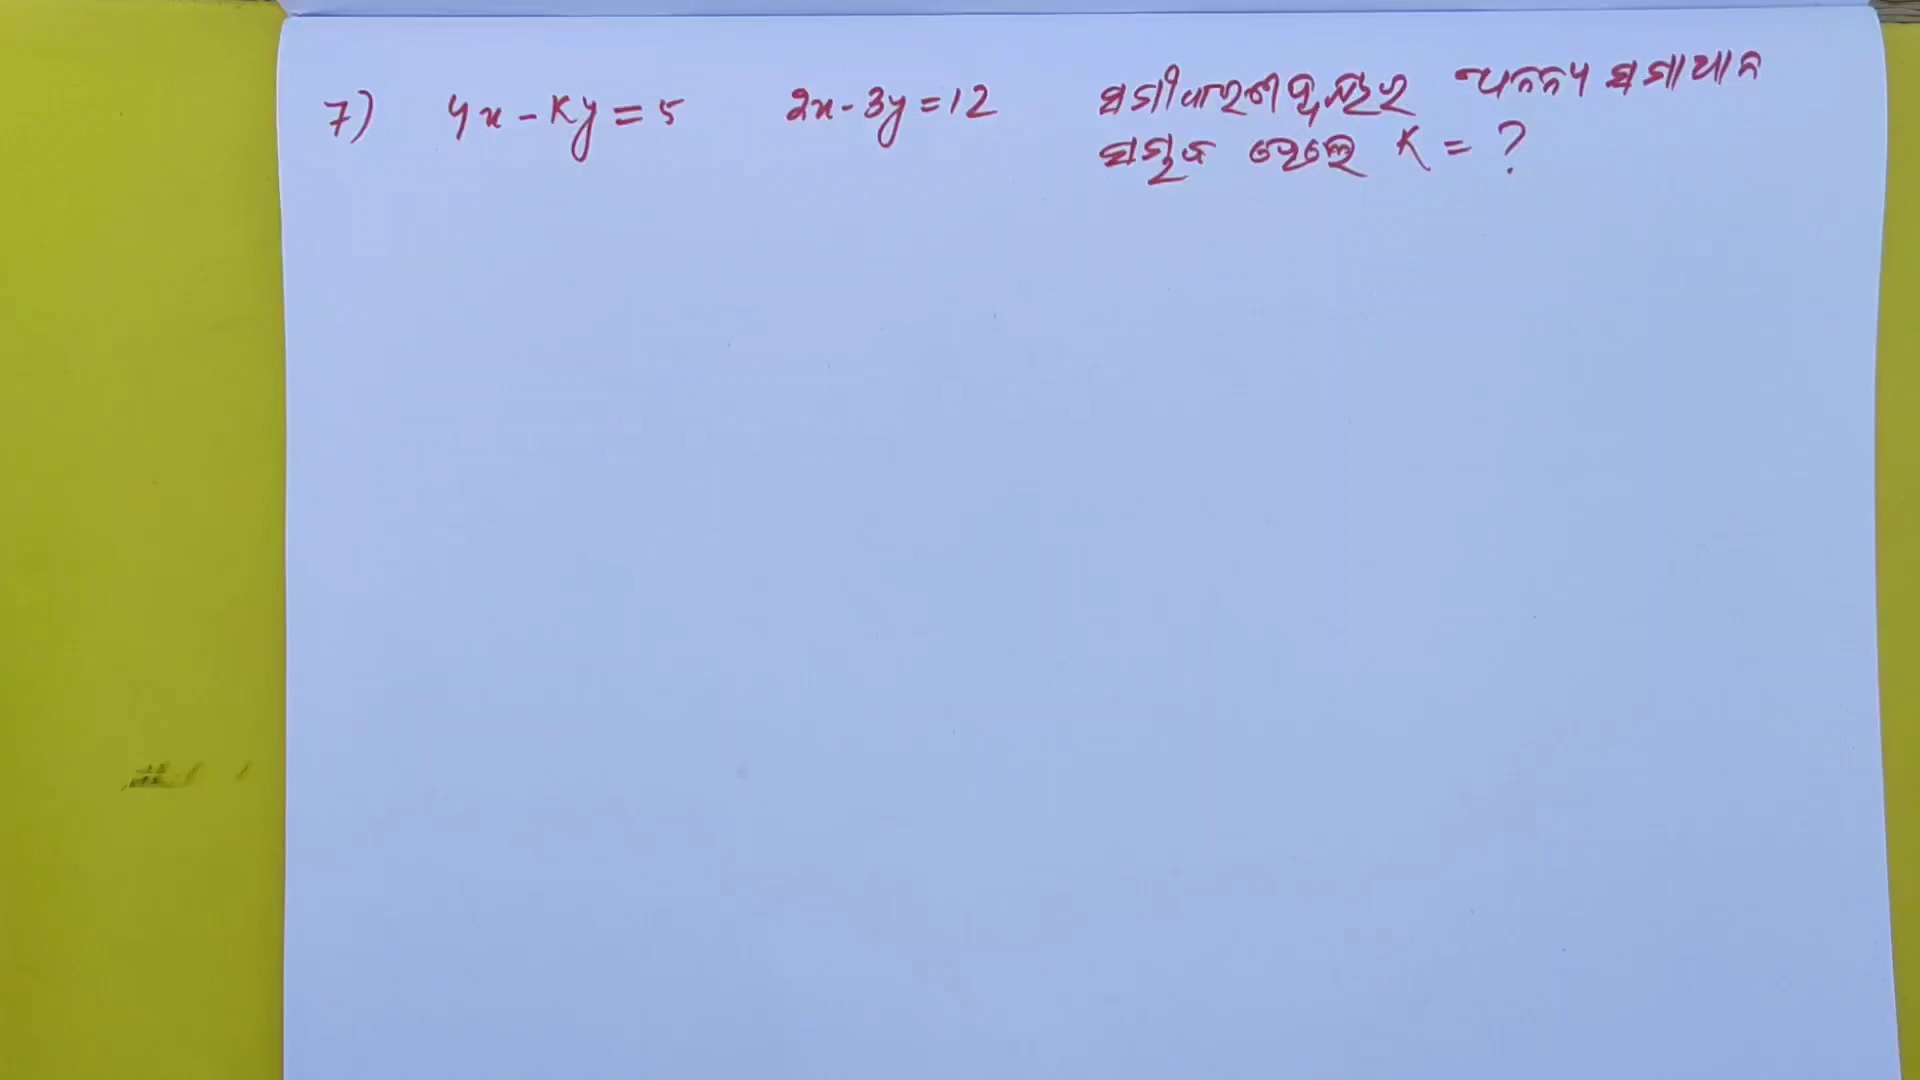 7) 4x - Ky = 5 2x - 3y = 12 ସମୀକରଣଦ୍ୱୟର ଅନନ୍ୟ ସମାଧାନ
ସମ୍ଭବ ହେଲେ K = ?